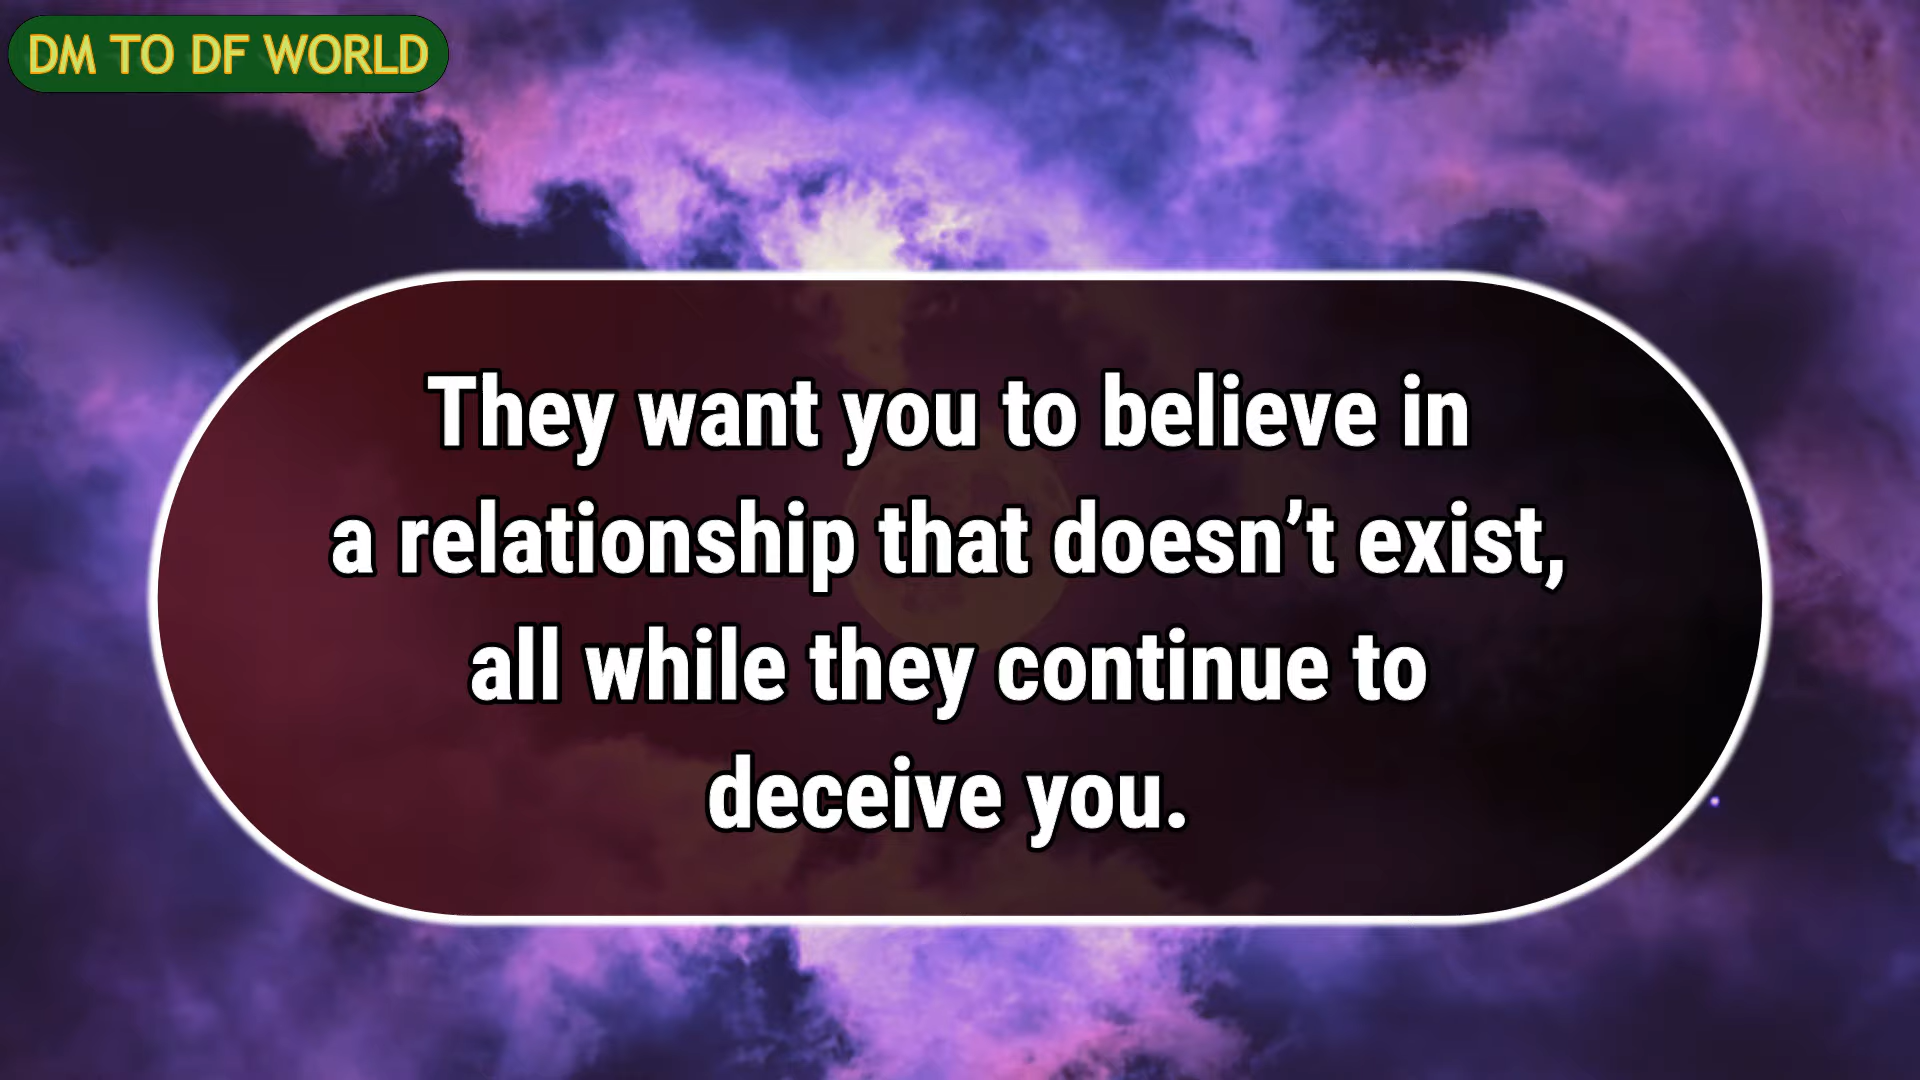 DM TO DF WORLD
They want you to believe in
a relationship that doesn’t exist,
all while they continue to
deceive you.